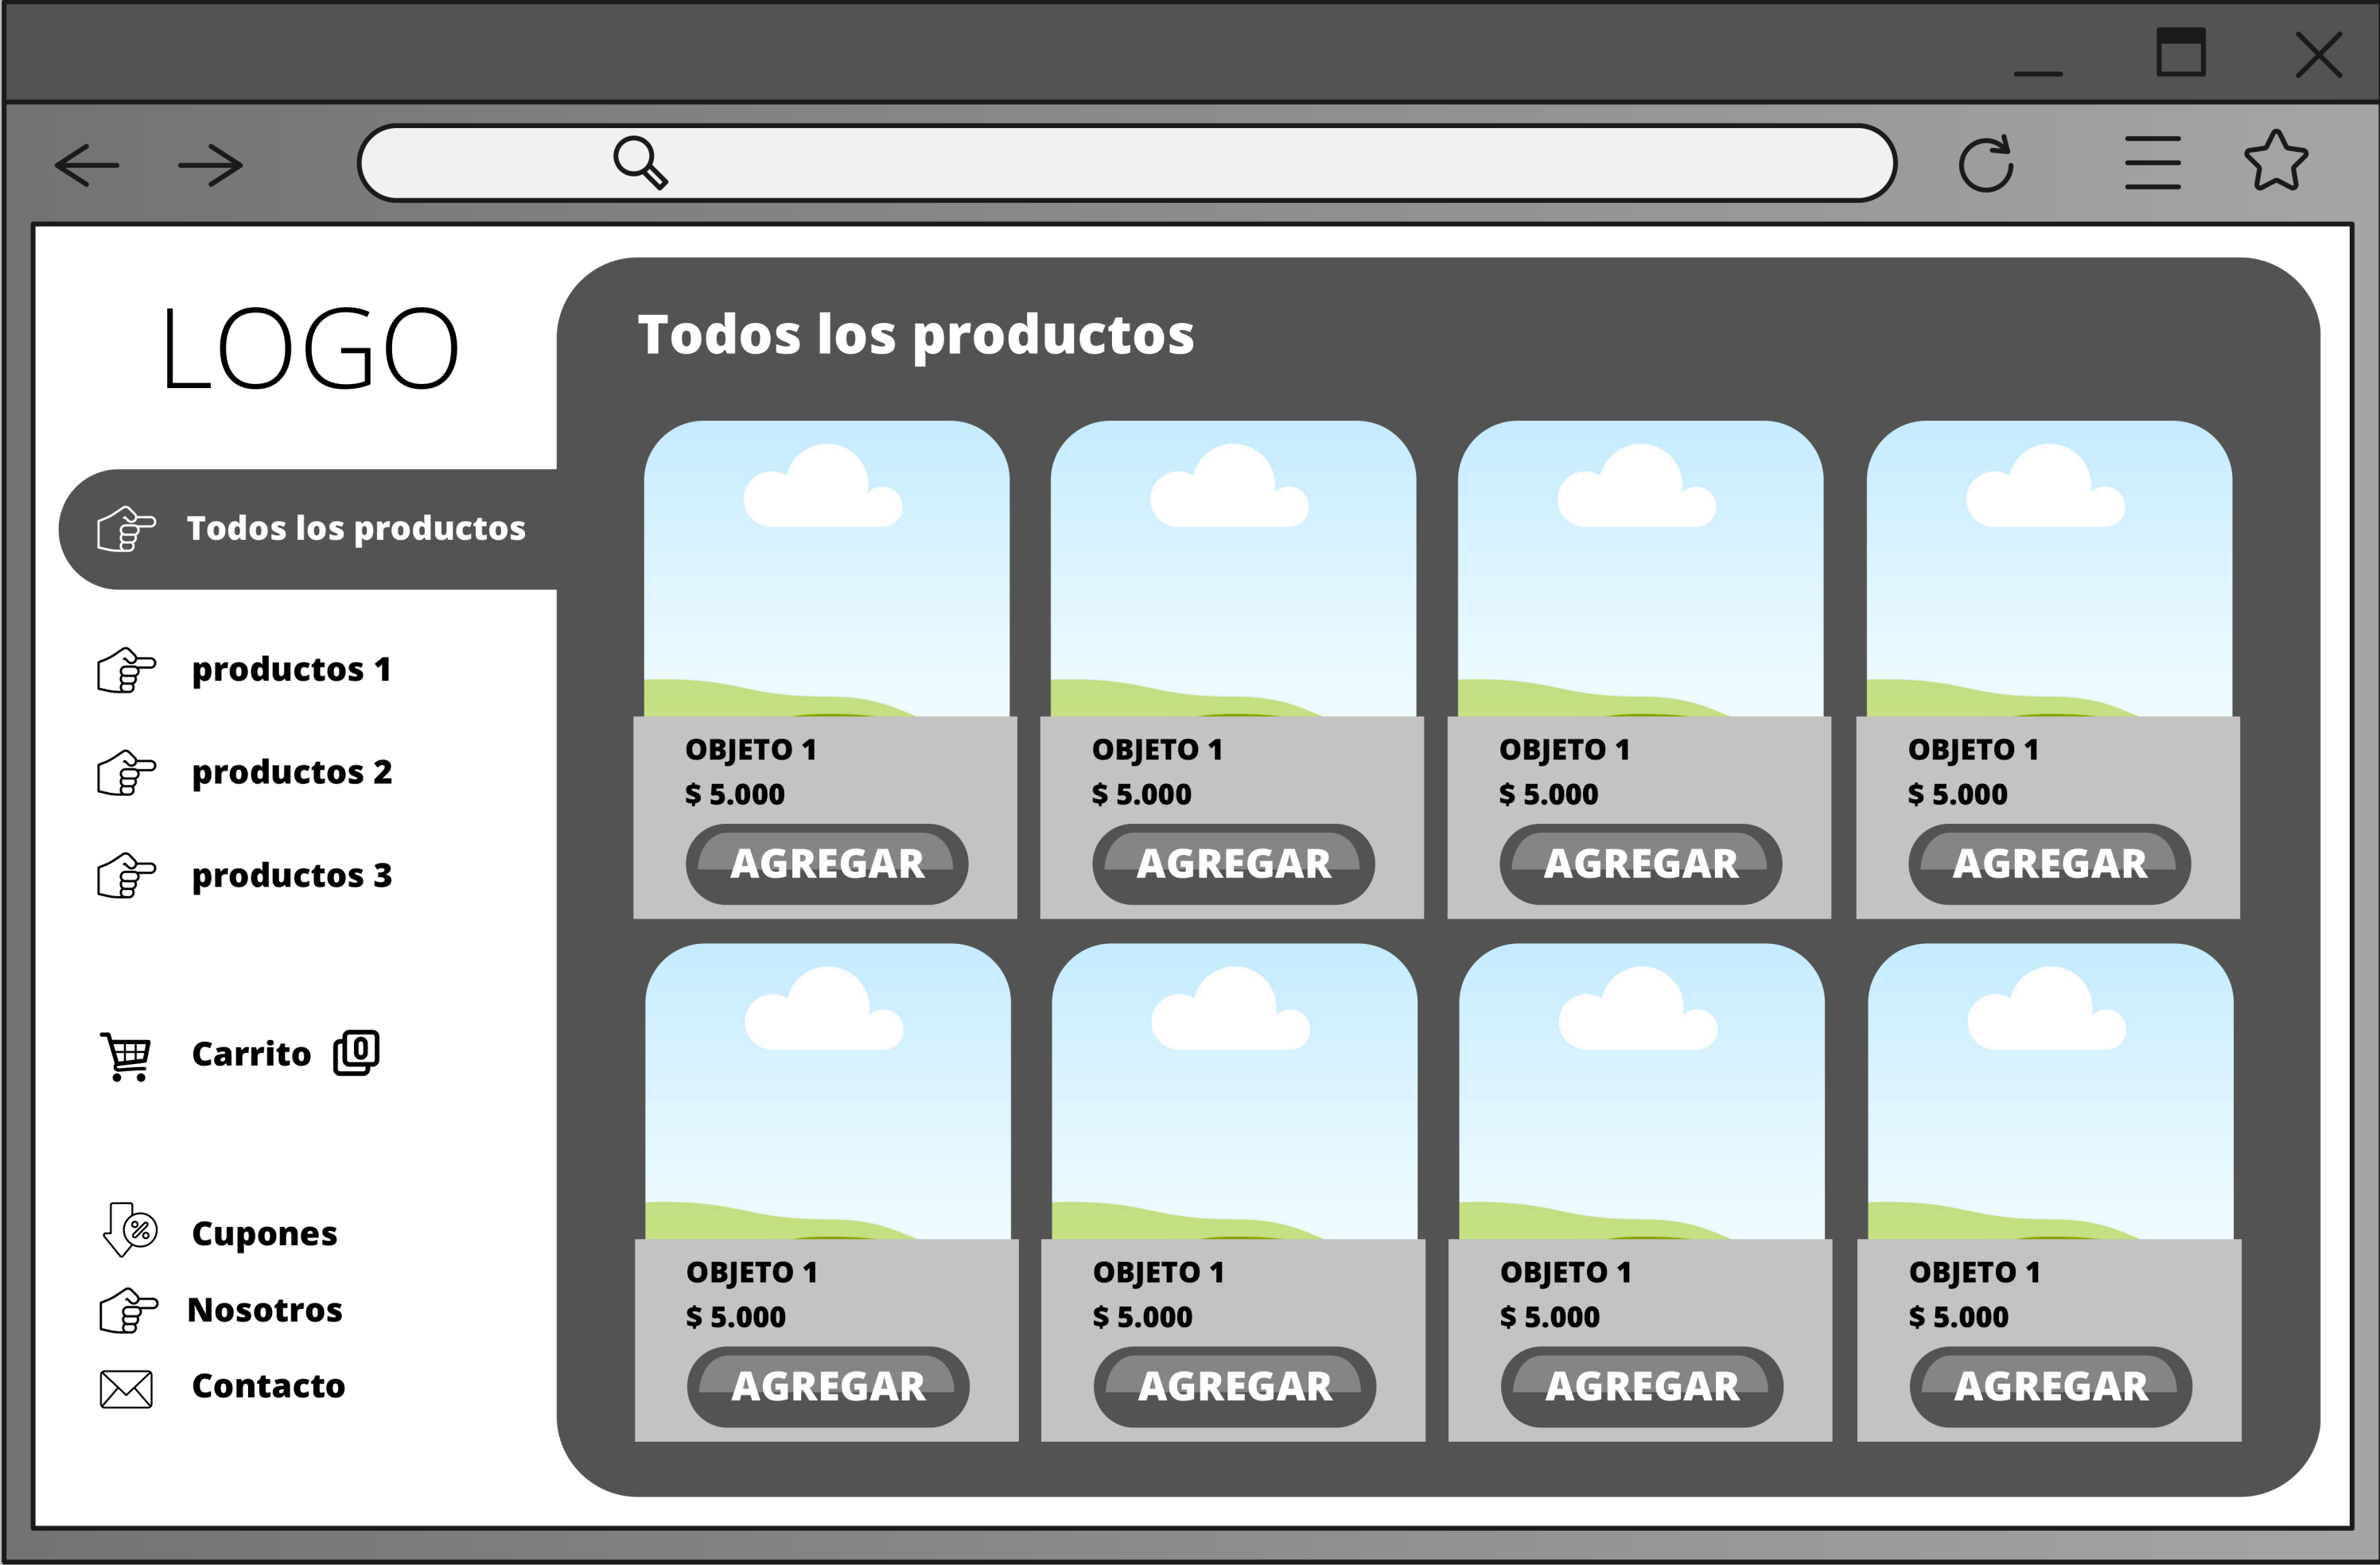 LOGO
Todos los productos
productos 1
productos 2
productos 3
Carrito 0
Cupones
Nosotros
Contacto
Todos los productos
OBJETO 1
$ 5.000
AGREGAR
OBJETO 1
$ 5.000
AGREGAR
OBJETO 1
$ 5.000
AGREGAR
OBJETO 1
$ 5.000
AGREGAR
OBJETO 1
$ 5.000
AGREGAR
OBJETO 1
$ 5.000
AGREGAR
OBJETO 1
$ 5.000
AGREGAR
OBJETO 1
$ 5.000
AGREGAR